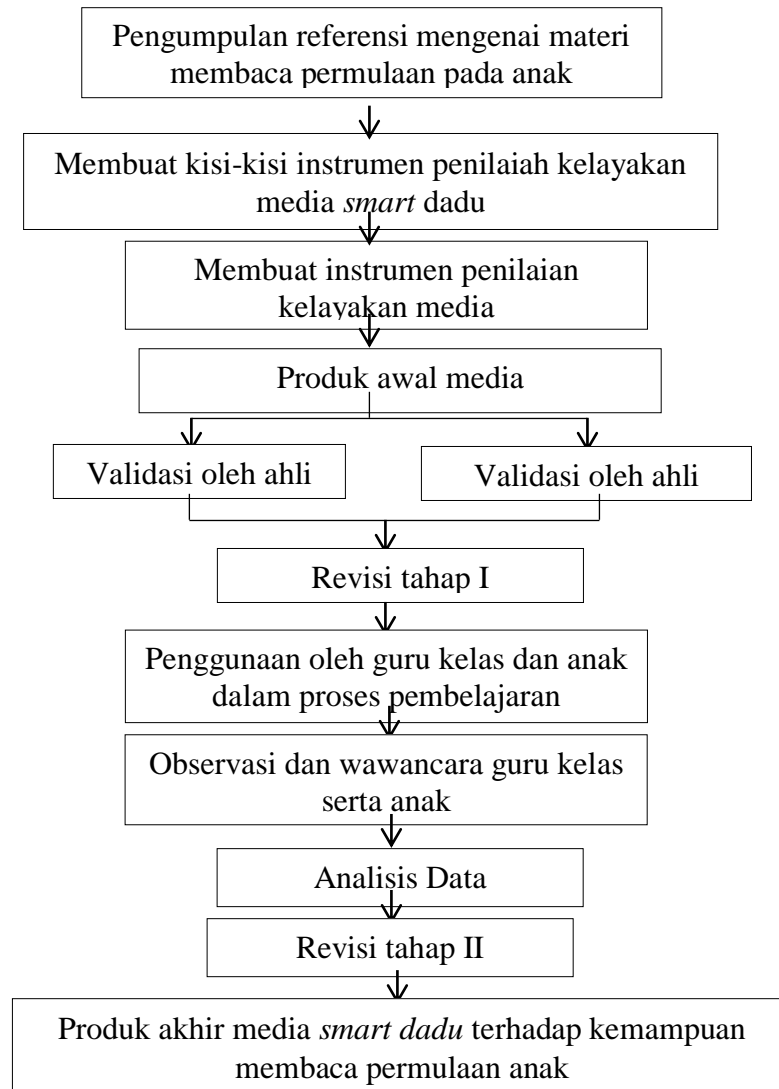 Pengumpulan referensi mengenai materi
membaca permulaan pada anak
Membuat kisi-kisi instrumen penilaiah kelayakan
media smart dadu
Membuat instrumen penilaian
kelayakan media
Produk awal media
Validasi oleh ahli
Validasi oleh ahli
Revisi tahap I
Penggunaan oleh guru kelas dan anak
dalam proses pembelajaran
Observasi dan wawancara guru kelas
serta anak
Analisis Data
Revisi tahap II
Produk akhir media smart dadu terhadap kemampuan
membaca permulaan anak